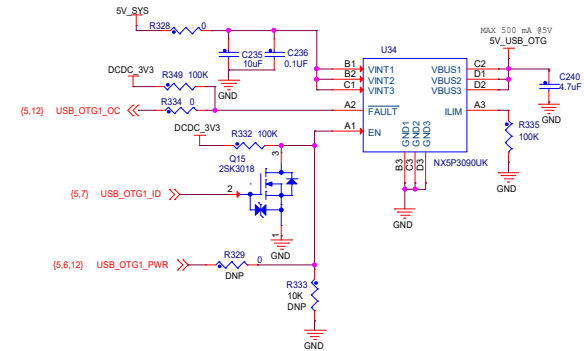 MAX 500 mA @5V
5V_SYS
5V_USB_OTG
R328 0
C235
10uF
C236
0.1UF
GND
U34
B1
B2
C1
VINT1
VINT2
VINT3
VBUS1
VBUS2
VBUS3
C2
D1
D2
C240
4.7uF
GND
DCDC_3V3
R349 100K
R334 0
{5,12} USB_OTG1_OC
A2
FAULT
ILIM
A3
A1
EN
GND1
GND2
GND3
B3
C3
D3
NX5P3090UK
R335
100K
GND
GND
DCDC_3V3
R332 100K
Q15
2SK3018
3
2
1
{5,7} USB_OTG1_ID
GND
{5,6,12} USB_OTG1_PWR
R329 0
DNP
R333
10K
DNP
GND